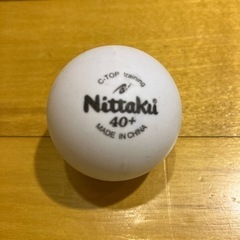 C-TOP training
Nittaku
40+
MADE IN CHINA